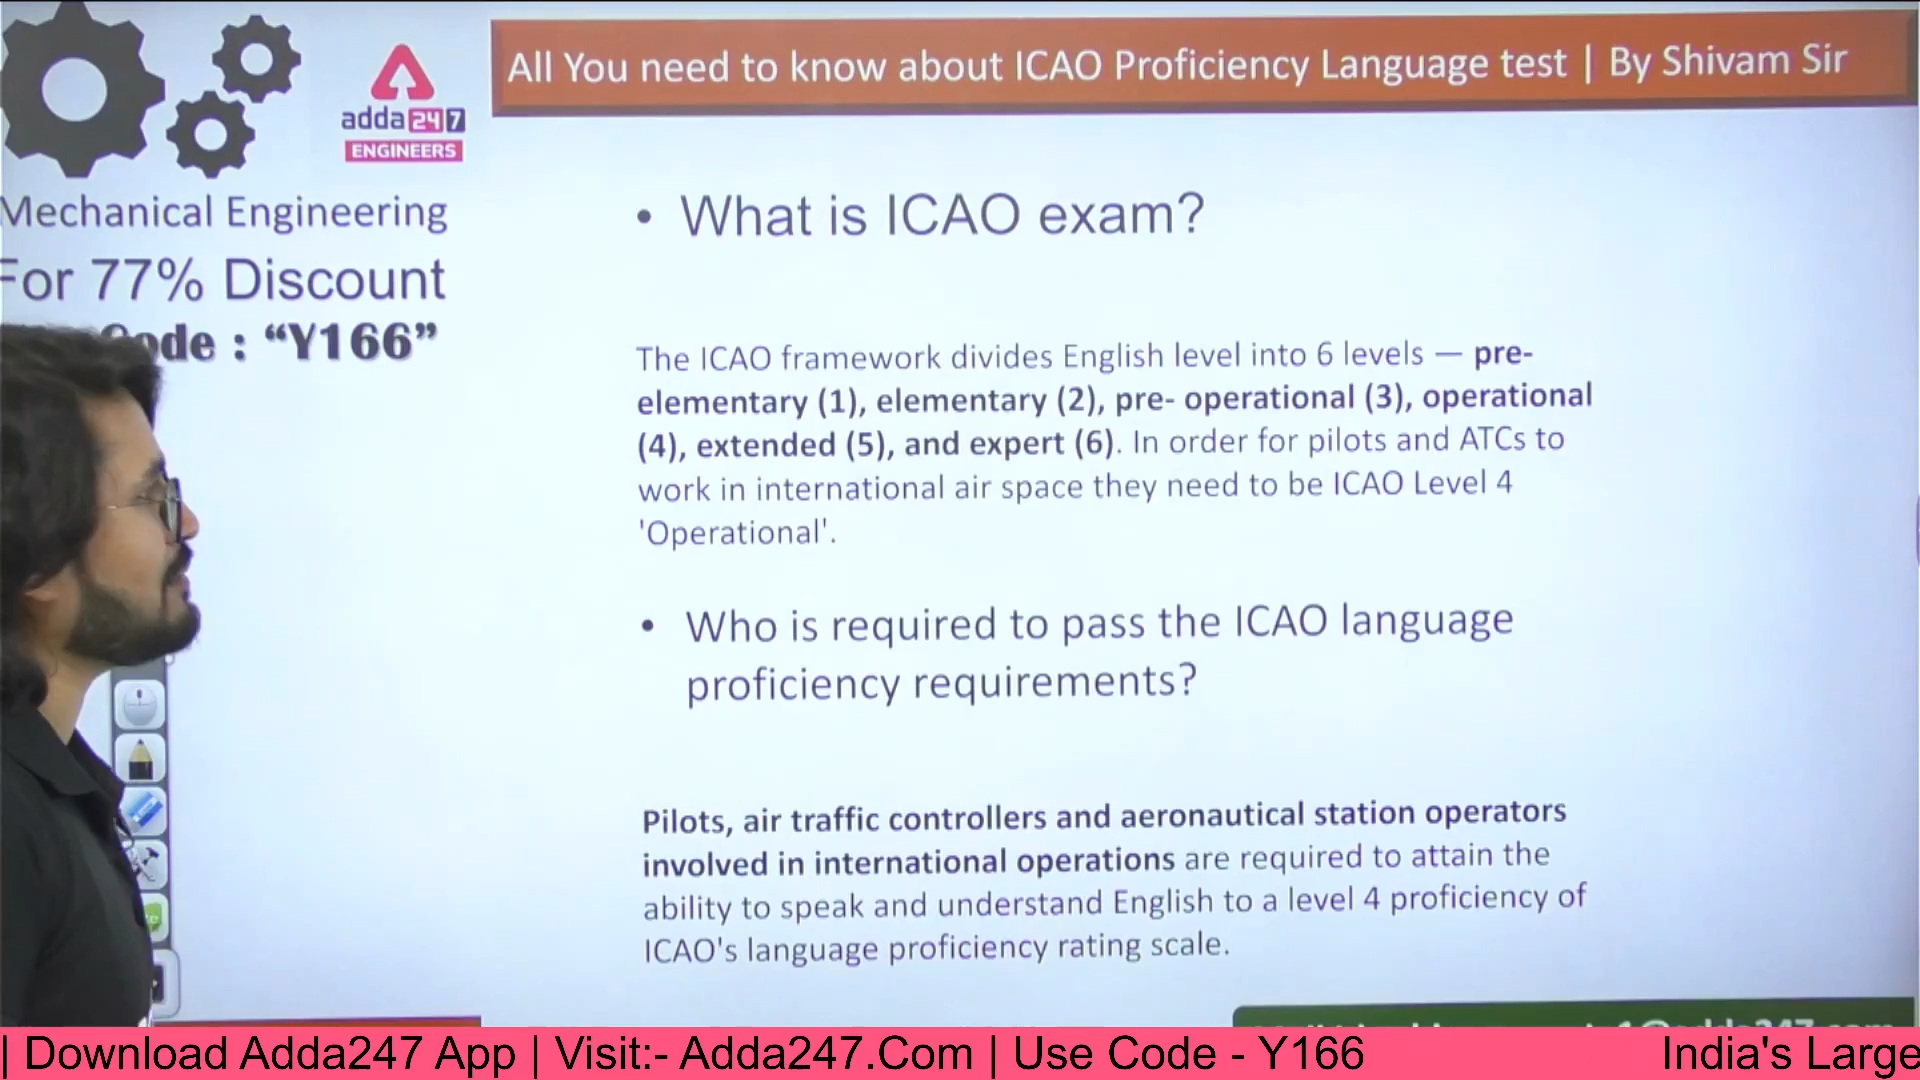 All You need to know about ICAO Proficiency Language test | By Shivam Sir
adda247
ENGINEERS
Mechanical Engineering
For 77% Discount
Code : “Y166”
• What is ICAO exam?
The ICAO framework divides English level into 6 levels — pre-
elementary (1), elementary (2), pre- operational (3), operational
(4), extended (5), and expert (6). In order for pilots and ATCs to
work in international air space they need to be ICAO Level 4
'Operational'.
• Who is required to pass the ICAO language
proficiency requirements?
Pilots, air traffic controllers and aeronautical station operators
involved in international operations are required to attain the
ability to speak and understand English to a level 4 proficiency of
ICAO's language proficiency rating scale.
| Download Adda247 App | Visit:- Adda247.Com | Use Code - Y166 India's Large